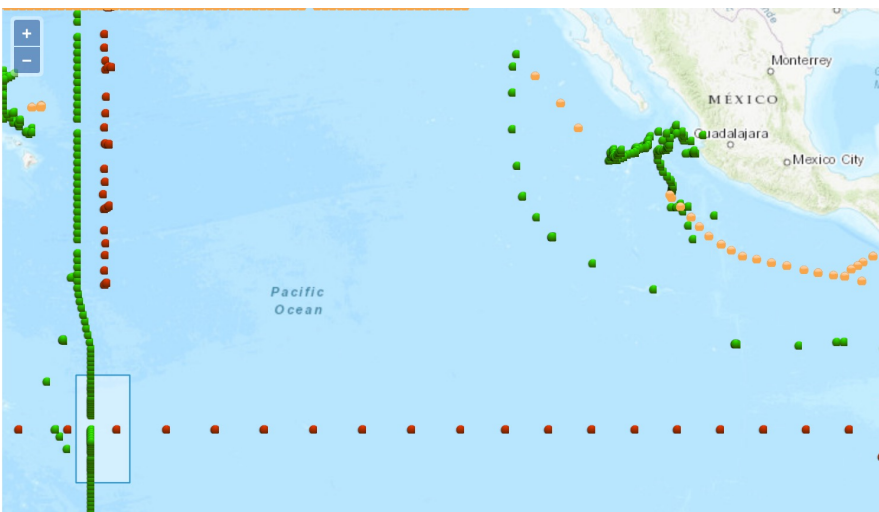 +
−
Monterrey
MÉXICO
Guadalajara
Mexico City
Pacific
Ocean